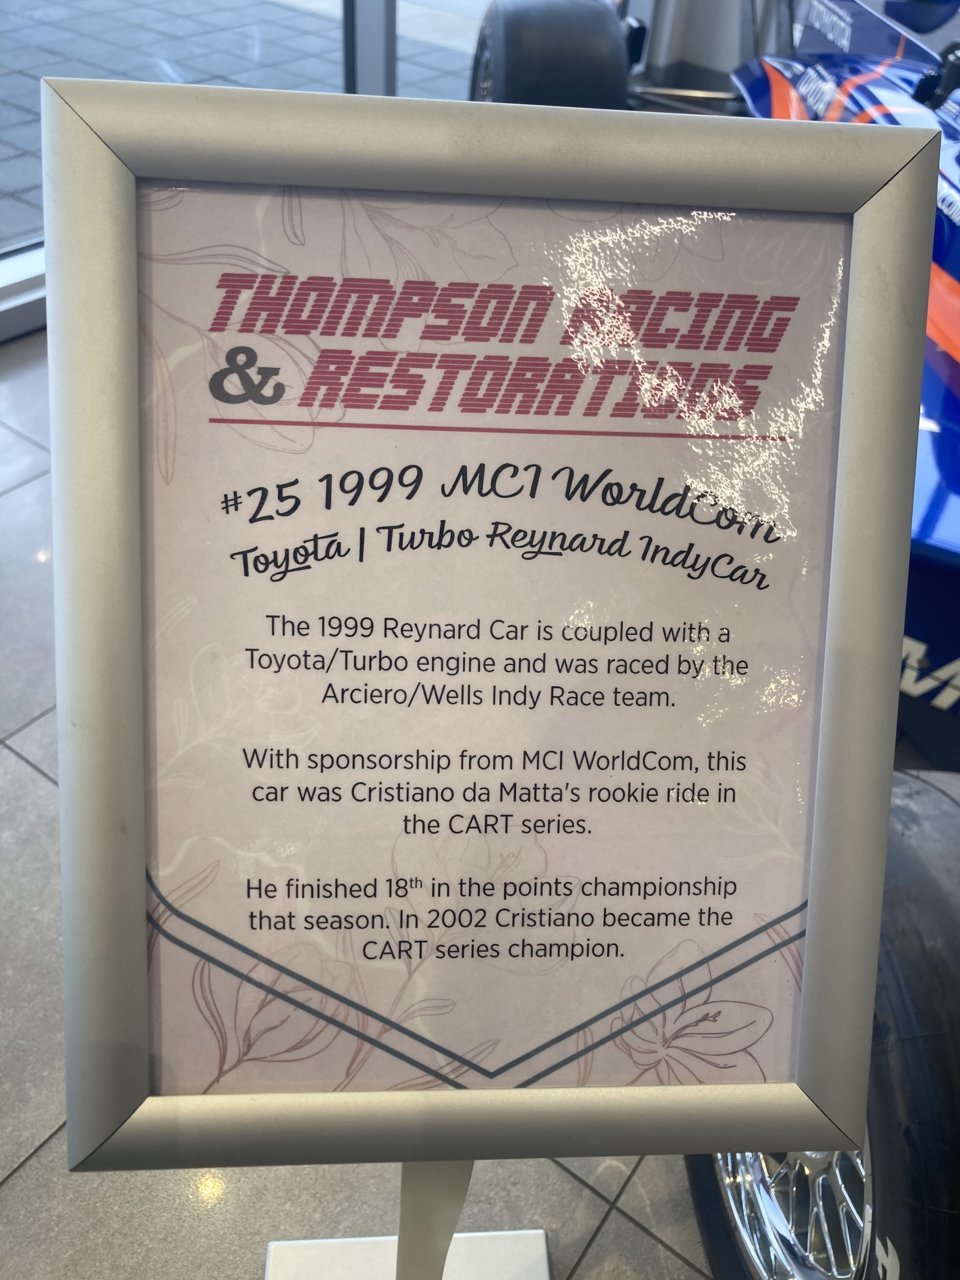 THOMPSON RACING
& RESTORATIONS
#25 1999 MCI WorldCom
Toyota | Turbo Reynard IndyCar
The 1999 Reynard Car is coupled with a
Toyota/Turbo engine and was raced by the
Arciero/Wells Indy Race team.
With sponsorship from MCI WorldCom, this
car was Cristiano da Matta's rookie ride in
the CART series.
He finished 18th in the points championship
that season. In 2002 Cristiano became the
CART series champion.